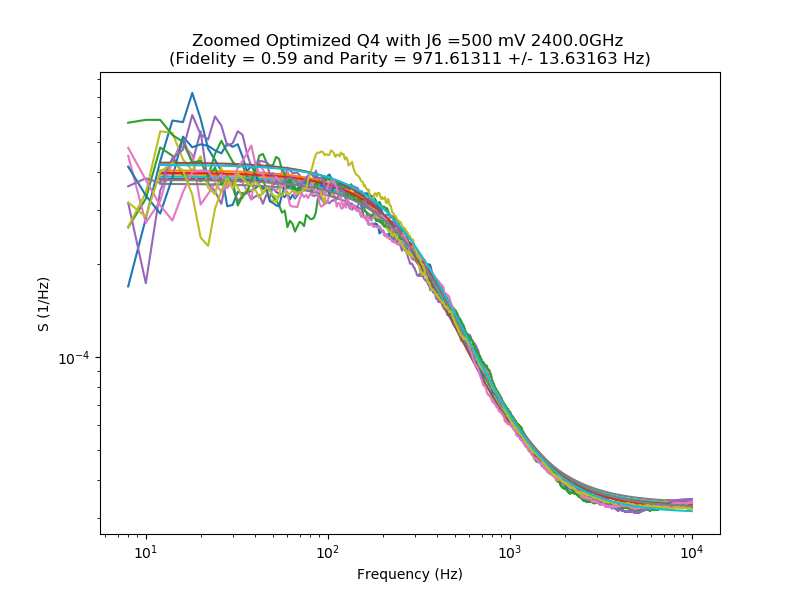 Zoomed Optimized Q4 with J6 =500 mV 2400.0GHz
(Fidelity = 0.59 and Parity = 971.61311 +/- 13.63163 Hz)
S (1/Hz)
10⁻⁴
10¹ 10² 10³ 10⁴
Frequency (Hz)